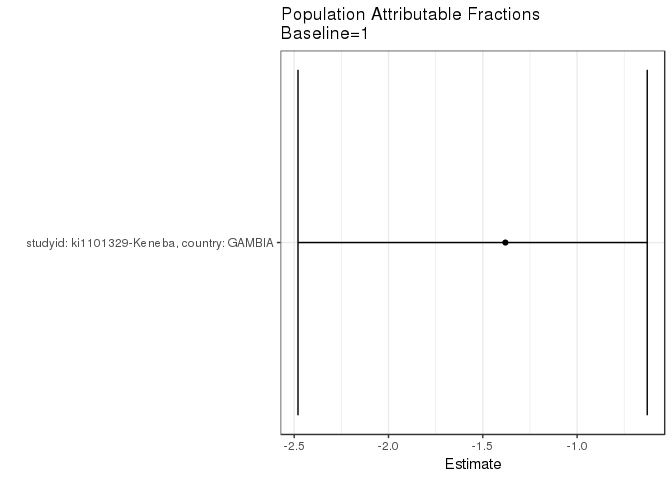 Population Attributable Fractions
Baseline=1
studyid: ki1101329-Keneba, country: GAMBIA
-2.5 -2.0 -1.5 -1.0
Estimate